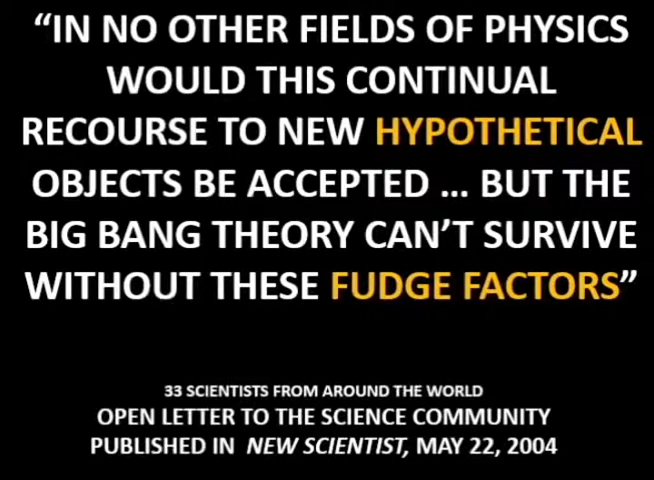 “IN NO OTHER FIELDS OF PHYSICS
WOULD THIS CONTINUAL
RECOURSE TO NEW HYPOTHETICAL
OBJECTS BE ACCEPTED ... BUT THE
BIG BANG THEORY CAN’T SURVIVE
WITHOUT THESE FUDGE FACTORS”
33 SCIENTISTS FROM AROUND THE WORLD
OPEN LETTER TO THE SCIENCE COMMUNITY
PUBLISHED IN NEW SCIENTIST, MAY 22, 2004